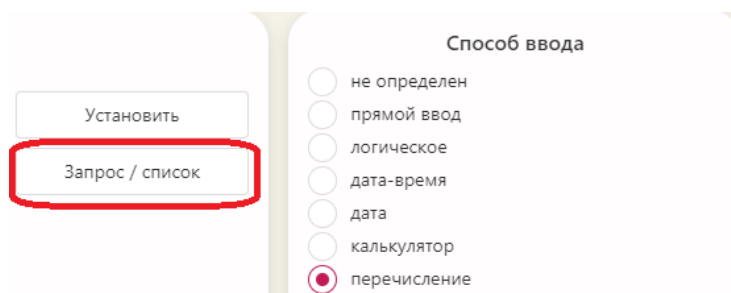 Установить
Запрос / список
Способ ввода
не определен
прямой ввод
логическое
дата-время
дата
калькулятор
перечисление